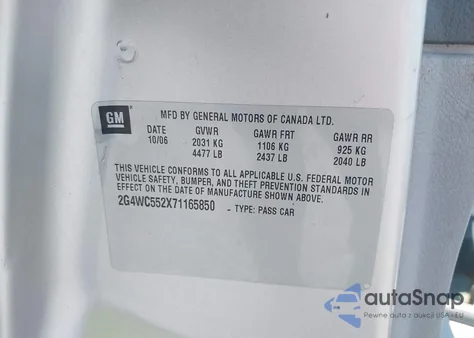 GM
MFD BY GENERAL MOTORS OF CANADA LTD.
DATE GVWR GAWR FRT GAWR RR
10/06 2031 KG 1106 KG 925 KG
4477 LB 2437 LB 2040 LB
THIS VEHICLE CONFORMS TO ALL APPLICABLE U.S. FEDERAL MOTOR
VEHICLE SAFETY, BUMPER, AND THEFT PREVENTION STANDARDS IN
EFFECT ON THE DATE OF MANUFACTURE SHOWN ABOVE.
2G4WC552X71165850 - TYPE: PASS CAR
autoSnap
Pewne auta z aukcji USA i EU